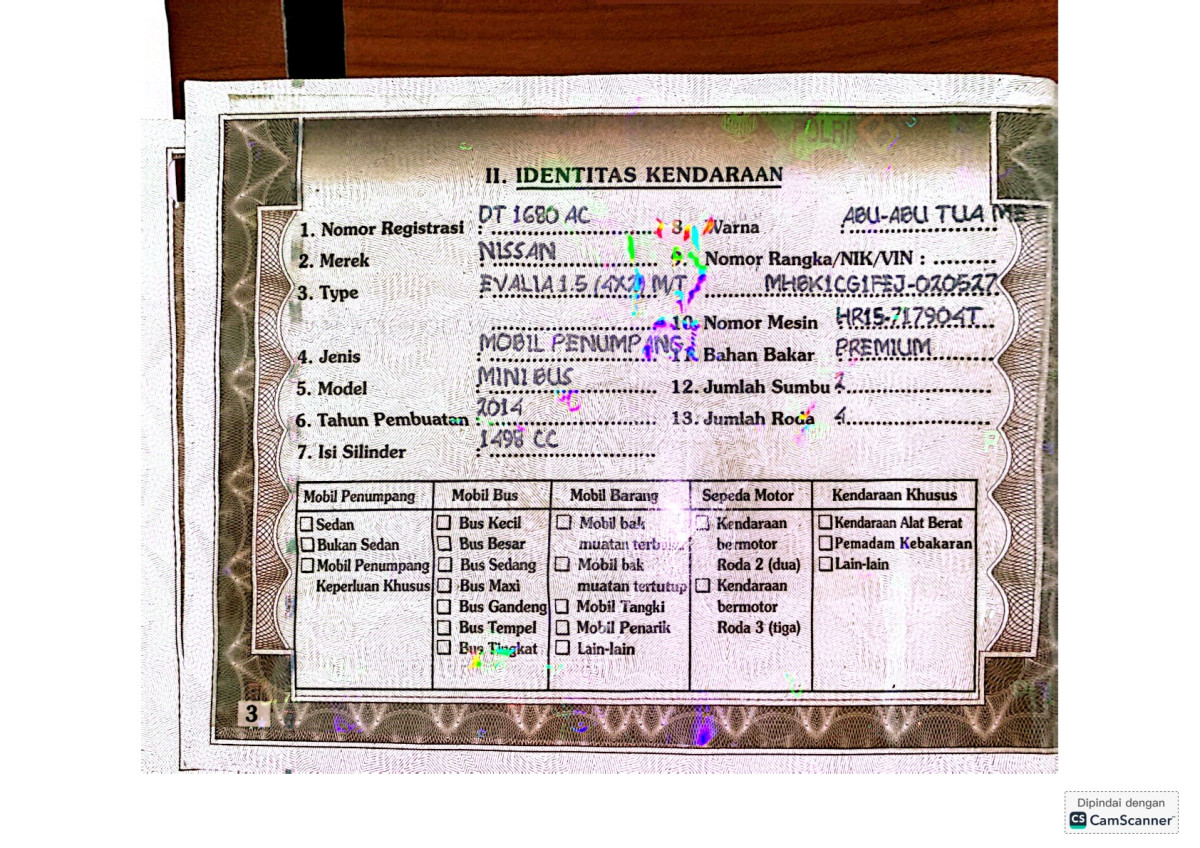 II. IDENTITAS KENDARAAN
1. Nomor Registrasi : DT 1680 AC
2. Merek : NISSAN
3. Type : EVALIA 1.5 (4X2) M/T
4. Jenis : MOBIL PENUMPANG
5. Model : MINIBUS
6. Tahun Pembuatan : 2014
7. Isi Silinder : 1498 CC
8. Warna ABU-ABU TUA ME
9. Nomor Rangka/NIK/VIN :
MH8K1CG1FEJ-020527
10. Nomor Mesin HR15-717904T
11. Bahan Bakar PREMIUM
12. Jumlah Sumbu 2
13. Jumlah Roda 4
Mobil Penumpang
Sedan
Bukan Sedan
Mobil Penumpang
Keperluan Khusus
Mobil Bus
Bus Kecil
Bus Besar
Bus Sedang
Bus Maxi
Bus Gandeng
Bus Tempel
Bus Tingkat
Mobil Barang
Mobil bak
muatan terbuka
Mobil bak
muatan tertutup
Mobil Tangki
Mobil Penarik
Lain-lain
Sepeda Motor
Kendaraan
bermotor
Roda 2 (dua)
Kendaraan
bermotor
Roda 3 (tiga)
Kendaraan Khusus
Kendaraan Alat Berat
Pemadam Kebakaran
Lain-lain
3
Dipindai dengan
CS CamScanner